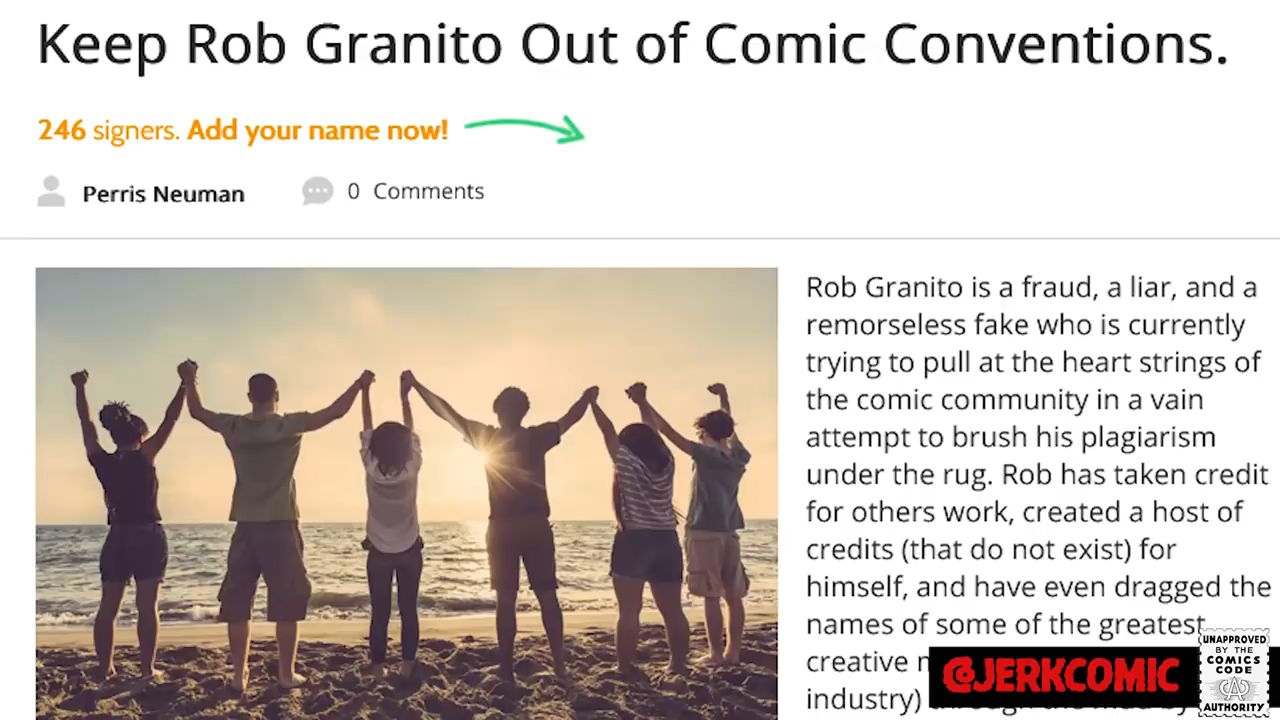 Keep Rob Granito Out of Comic Conventions.
246 signers. Add your name now!
Perris Neuman
0 Comments
Rob Granito is a fraud, a liar, and a
remorseless fake who is currently
trying to pull at the heart strings of
the comic community in a vain
attempt to brush his plagiarism
under the rug. Rob has taken credit
for others work, created a host of
credits (that do not exist) for
himself, and have even dragged the
names of some of the greatest
creative
industry)
@JERKCOMIC
UNAPPROVED
BY THE
COMICS
CODE
CA
AUTHORITY